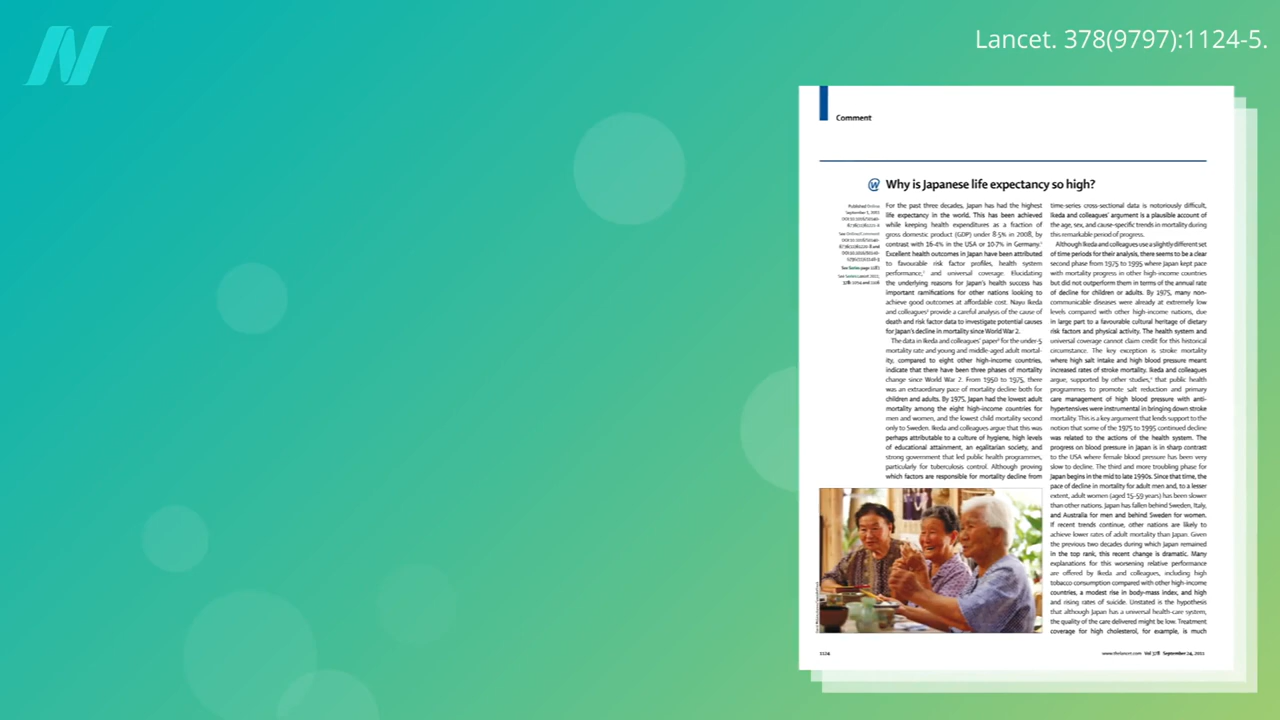 Lancet. 378(9797):1124-5.
Comment
Why is Japanese life expectancy so high?
For the past three decades, Japan has had the highest
life expectancy in the world. This has been achieved
while keeping health expenditures as a fraction of
gross domestic product (GDP) under 8·5% in 2008, by
contrast with 16·4% in the USA or 10·7% in Germany.
Excellent health outcomes in Japan have been attributed
to favourable risk factor profiles, health system
performance, and universal coverage. Elucidating
the underlying reasons for Japan's health success has
important ramifications for other nations looking to
achieve good outcomes at affordable cost. Nayu Ikeda
and colleagues provide a careful analysis of the cause of
death and risk factor data to investigate potential causes
for Japan's decline in mortality since World War 2.
The data in Ikeda and colleagues' paper for the under-5
mortality rate and young and middle-aged adult mortal-
ity, compared to eight other high-income countries,
indicate that there have been three phases of mortality
change since World War 2. From 1950 to 1975, there
was an extraordinary pace of mortality decline both for
children and adults. By 1975, Japan had the lowest adult
mortality among the eight high-income countries for
men and women, and the lowest child mortality second
only to Sweden. Ikeda and colleagues argue that this was
perhaps attributable to a culture of hygiene, high levels
of educational attainment, an egalitarian society, and
strong government that led public health programmes,
particularly for tuberculosis control. Although proving
which factors are responsible for mortality decline from
time-series cross-sectional data is notoriously difficult,
Ikeda and colleagues' argument is a plausible account of
the age, sex, and cause-specific trends in mortality during
this remarkable period of progress.
Although Ikeda and colleagues use a slightly different set
of time periods for their analysis, there seems to be a clear
second phase from 1975 to 1995 where Japan kept pace
with mortality progress in other high-income countries
but did not outperform them in terms of the annual rate
of decline for children or adults. By 1975, many non-
communicable diseases were already at extremely low
levels compared with other high-income nations, due
in large part to a favourable cultural heritage of dietary
risk factors and physical activity. The health system and
universal coverage cannot claim credit for this historical
circumstance. The key exception is stroke mortality
where high salt intake and high blood pressure meant
increased rates of stroke mortality. Ikeda and colleagues
argue, supported by other studies, that public health
programmes to promote salt reduction and primary
care management of high blood pressure with anti-
hypertensives were instrumental in bringing down stroke
mortality. This is a key argument that lends support to the
notion that some of the 1975 to 1995 continued decline
was related to the actions of the health system. The
progress on blood pressure in Japan is in sharp contrast
to the USA where female blood pressure has been very
slow to decline. The third and more troubling phase for
Japan begins in the mid to late 1990s. Since that time, the
pace of decline in mortality for adult men and, to a lesser
extent, adult women (aged 15–59 years) has been slower
than other nations. Japan has fallen behind Sweden, Italy,
and Australia for men and behind Sweden for women.
If recent trends continue, other nations are likely to
achieve lower rates of adult mortality than Japan. Given
the previous two decades during which Japan remained
in the top rank, this recent change is dramatic. Many
explanations for this worsening relative performance
are offered by Ikeda and colleagues, including high
tobacco consumption compared with other high-income
countries, a modest rise in body-mass index, and high
and rising rates of suicide. Unstated is the hypothesis
that although Japan has a universal health-care system,
the quality of the care delivered might be low. Treatment
coverage for high cholesterol, for example, is much
1124
www.thelancet.com Vol 378 September 24, 2011